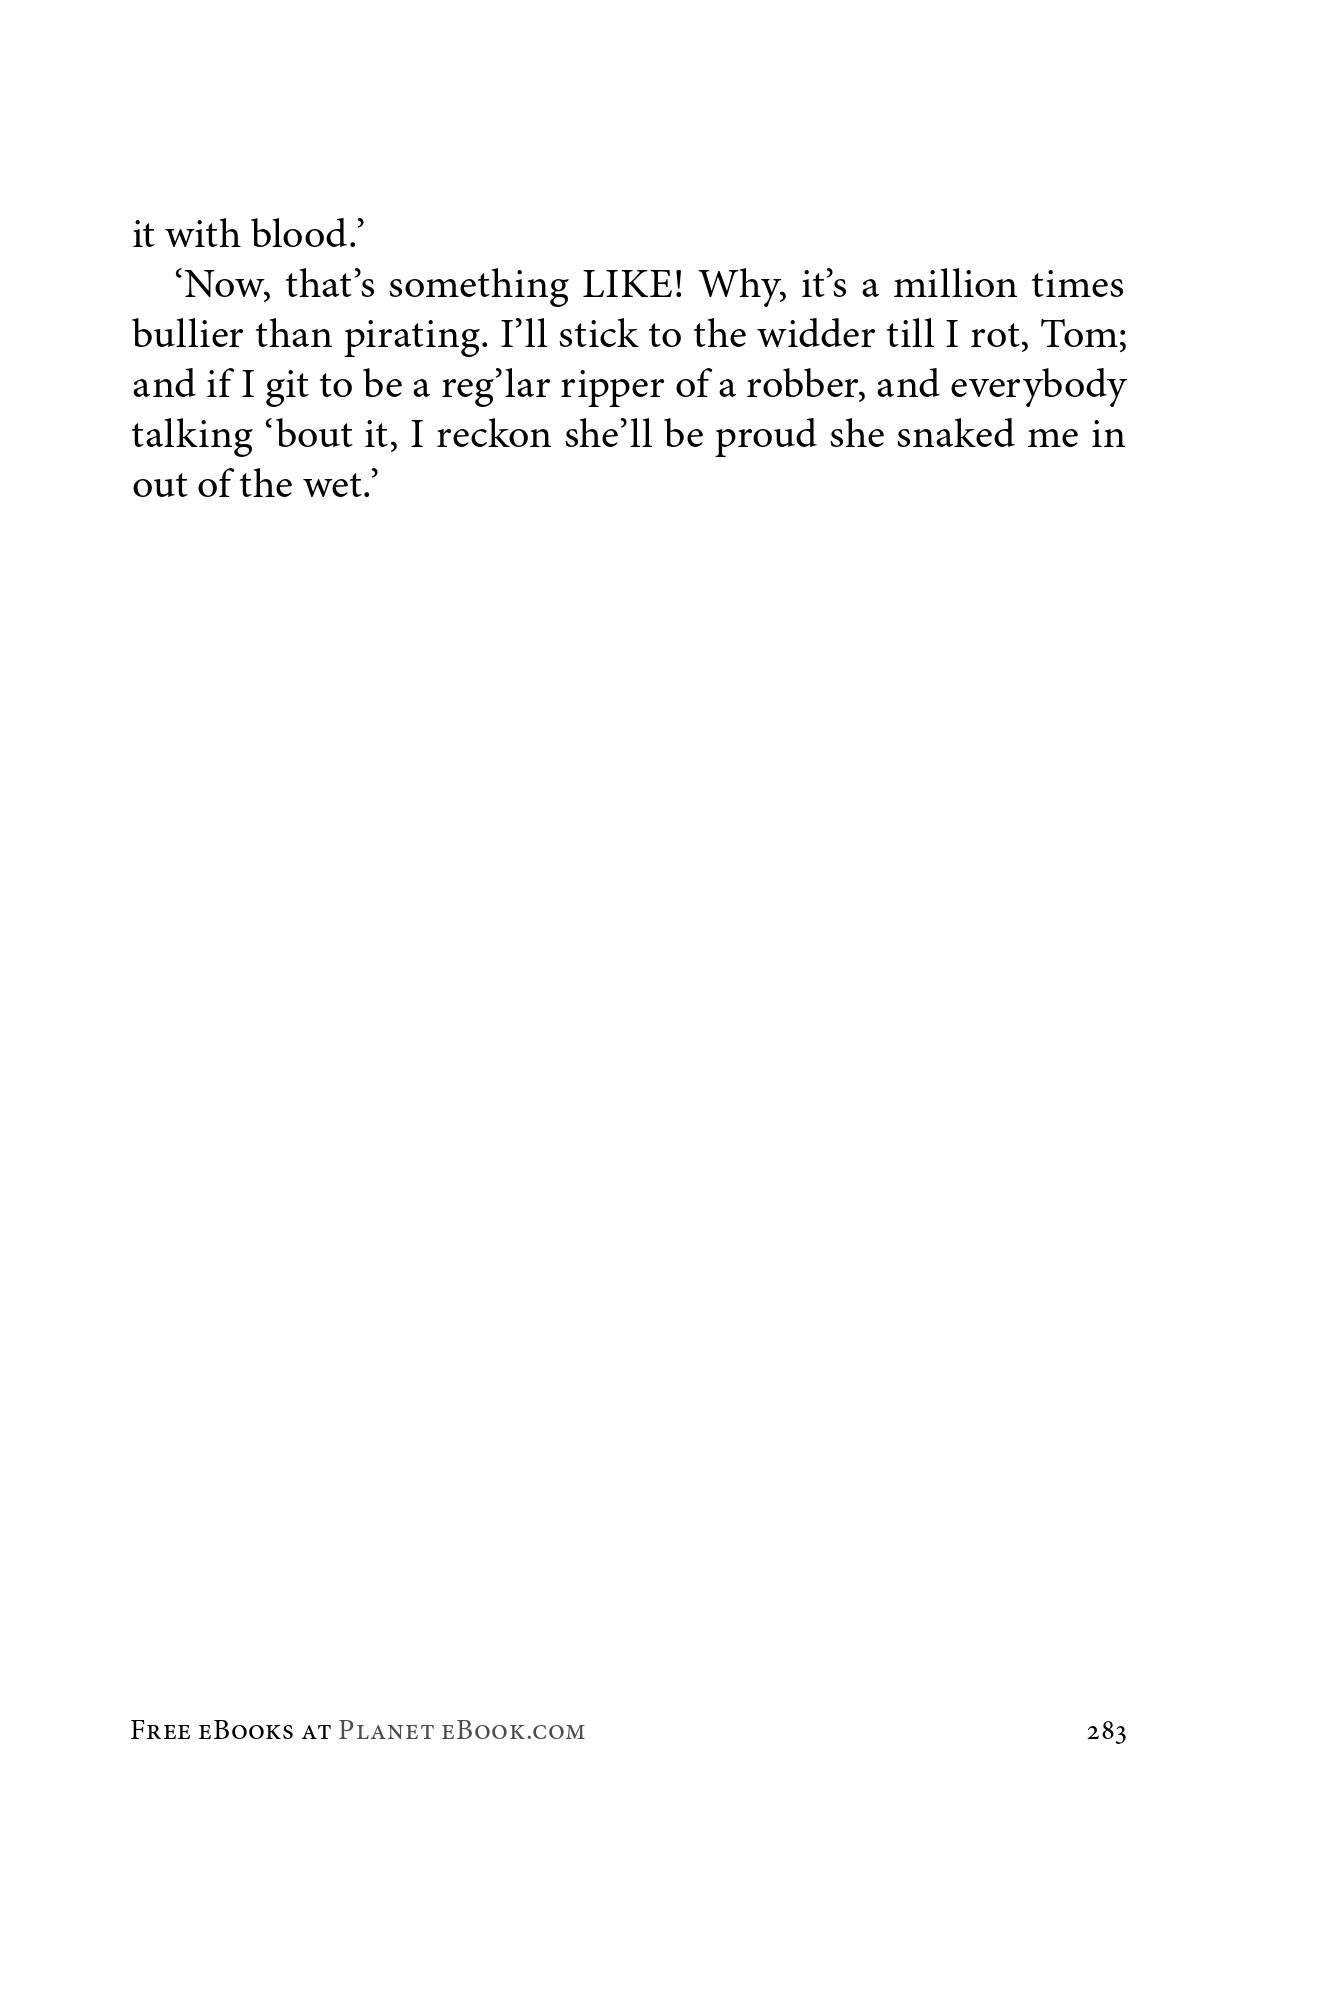 it with blood.’
‘Now, that’s something LIKE! Why, it’s a million times
bullier than pirating. I’ll stick to the widder till I rot, Tom;
and if I git to be a reg’lar ripper of a robber, and everybody
talking ‘bout it, I reckon she’ll be proud she snaked me in
out of the wet.’
Free eBooks at Planet eBook.com 283